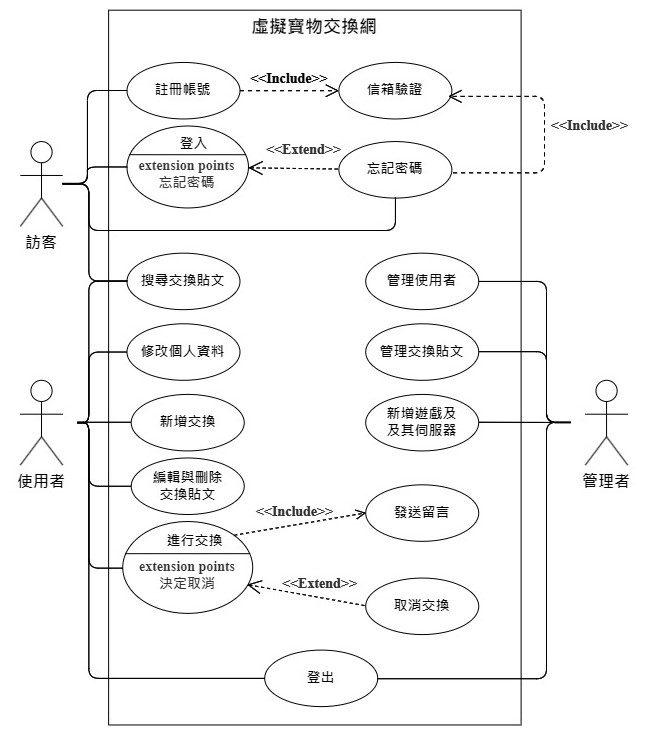 虛擬寶物交換網
註冊帳號
<<Include>>
信箱驗證
<<Include>>
登入
extension points
忘記密碼
<<Extend>>
忘記密碼
訪客
搜尋交換貼文
管理使用者
修改個人資料
管理交換貼文
新增交換
新增遊戲及
及其伺服器
使用者
管理者
編輯與刪除
交換貼文
<<Include>>
發送留言
進行交換
extension points
決定取消
<<Extend>>
取消交換
登出